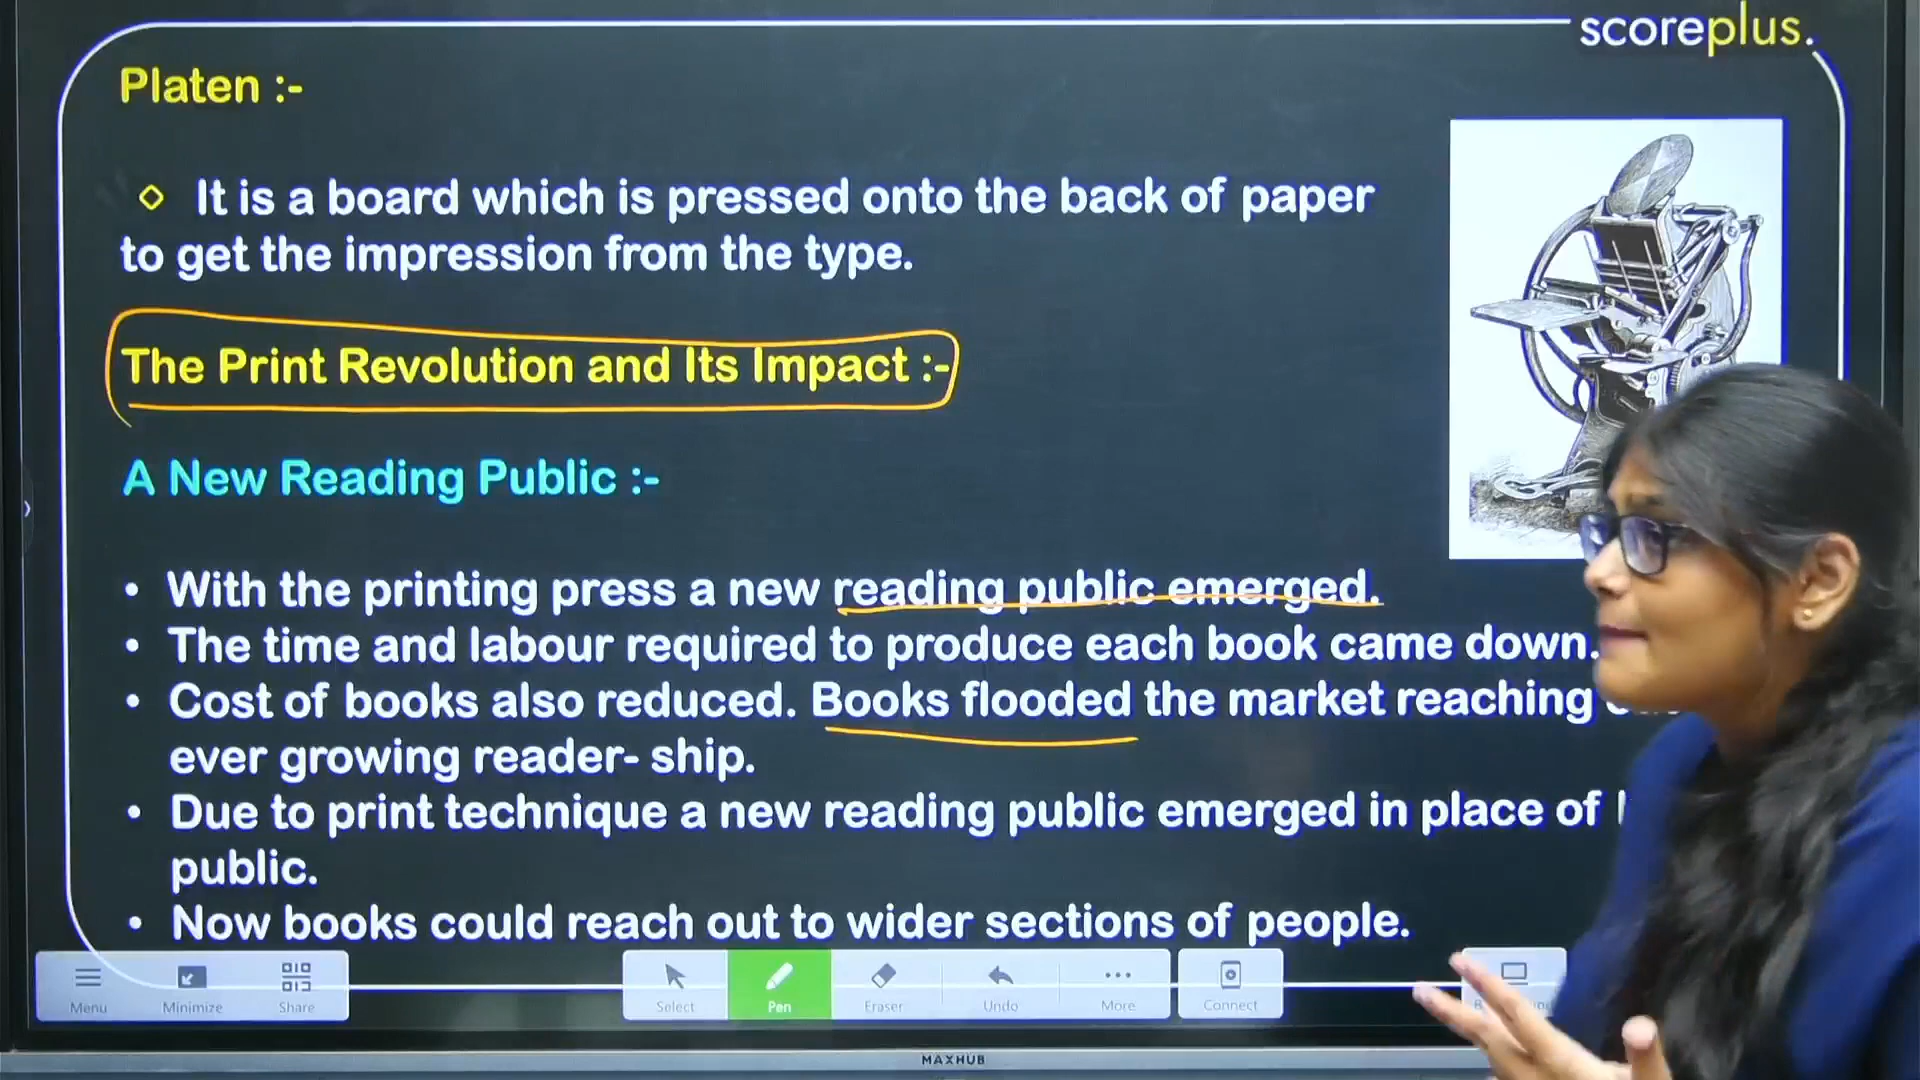 scoreplus.
Platen :-
It is a board which is pressed onto the back of paper
to get the impression from the type.
The Print Revolution and Its Impact :-
A New Reading Public :-
• With the printing press a new reading public emerged.
• The time and labour required to produce each book came down.
• Cost of books also reduced. Books flooded the market reaching
ever growing reader- ship.
• Due to print technique a new reading public emerged in place of
public.
• Now books could reach out to wider sections of people.
Menu Minimize Share Select Pen Eraser Undo More Connect
MAXHUB